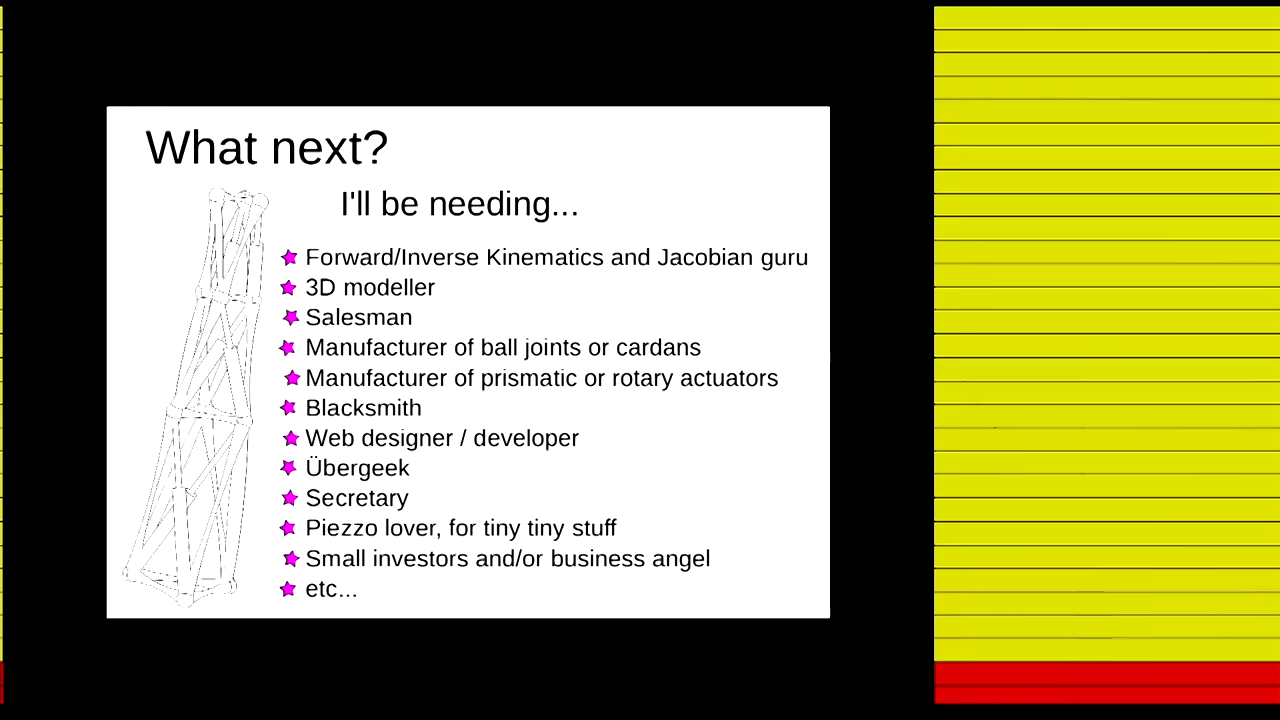 What next?
I'll be needing...
Forward/Inverse Kinematics and Jacobian guru
3D modeller
Salesman
Manufacturer of ball joints or cardans
Manufacturer of prismatic or rotary actuators
Blacksmith
Web designer / developer
Übergeek
Secretary
Piezzo lover, for tiny tiny stuff
Small investors and/or business angel
etc...